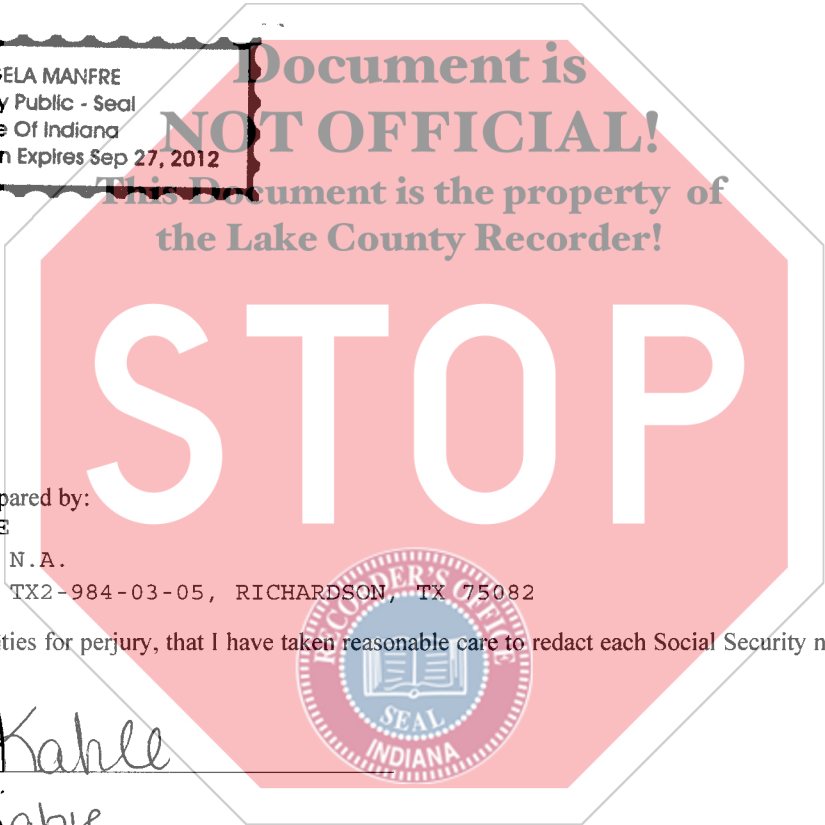 ELA MANFRE
y Public - Seal
e Of Indiana
n Expires Sep 27, 2012
Document is
NOT OFFICIAL!
This Document is the property of
the Lake County Recorder!
STOP
pared by:
E
N.A.
TX2-984-03-05, RICHARDSON, TX 75082
ties for perjury, that I have taken reasonable care to redact each Social Security n
RECORDER'S OFFICE
SEAL
INDIANA
Kahle